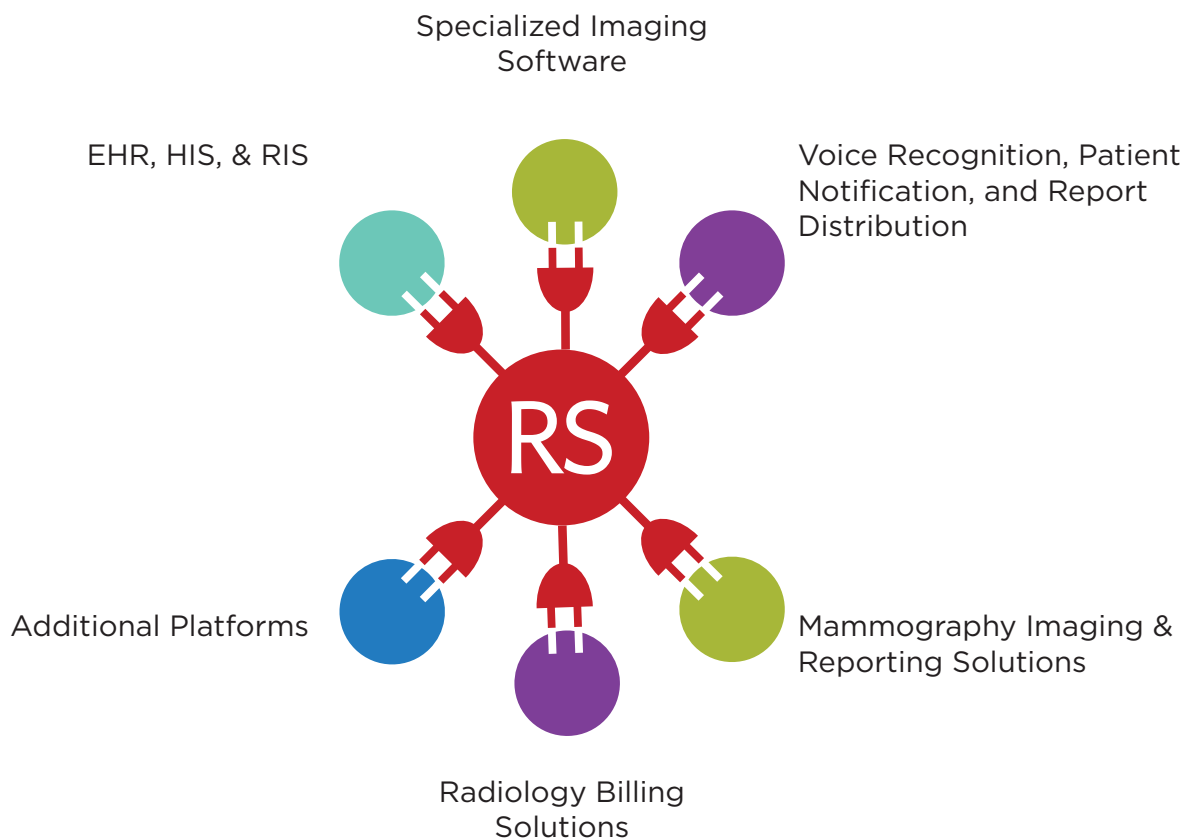 Specialized Imaging
Software
EHR, HIS, & RIS
Voice Recognition, Patient
Notification, and Report
Distribution
RS
Additional Platforms
Mammography Imaging &
Reporting Solutions
Radiology Billing
Solutions